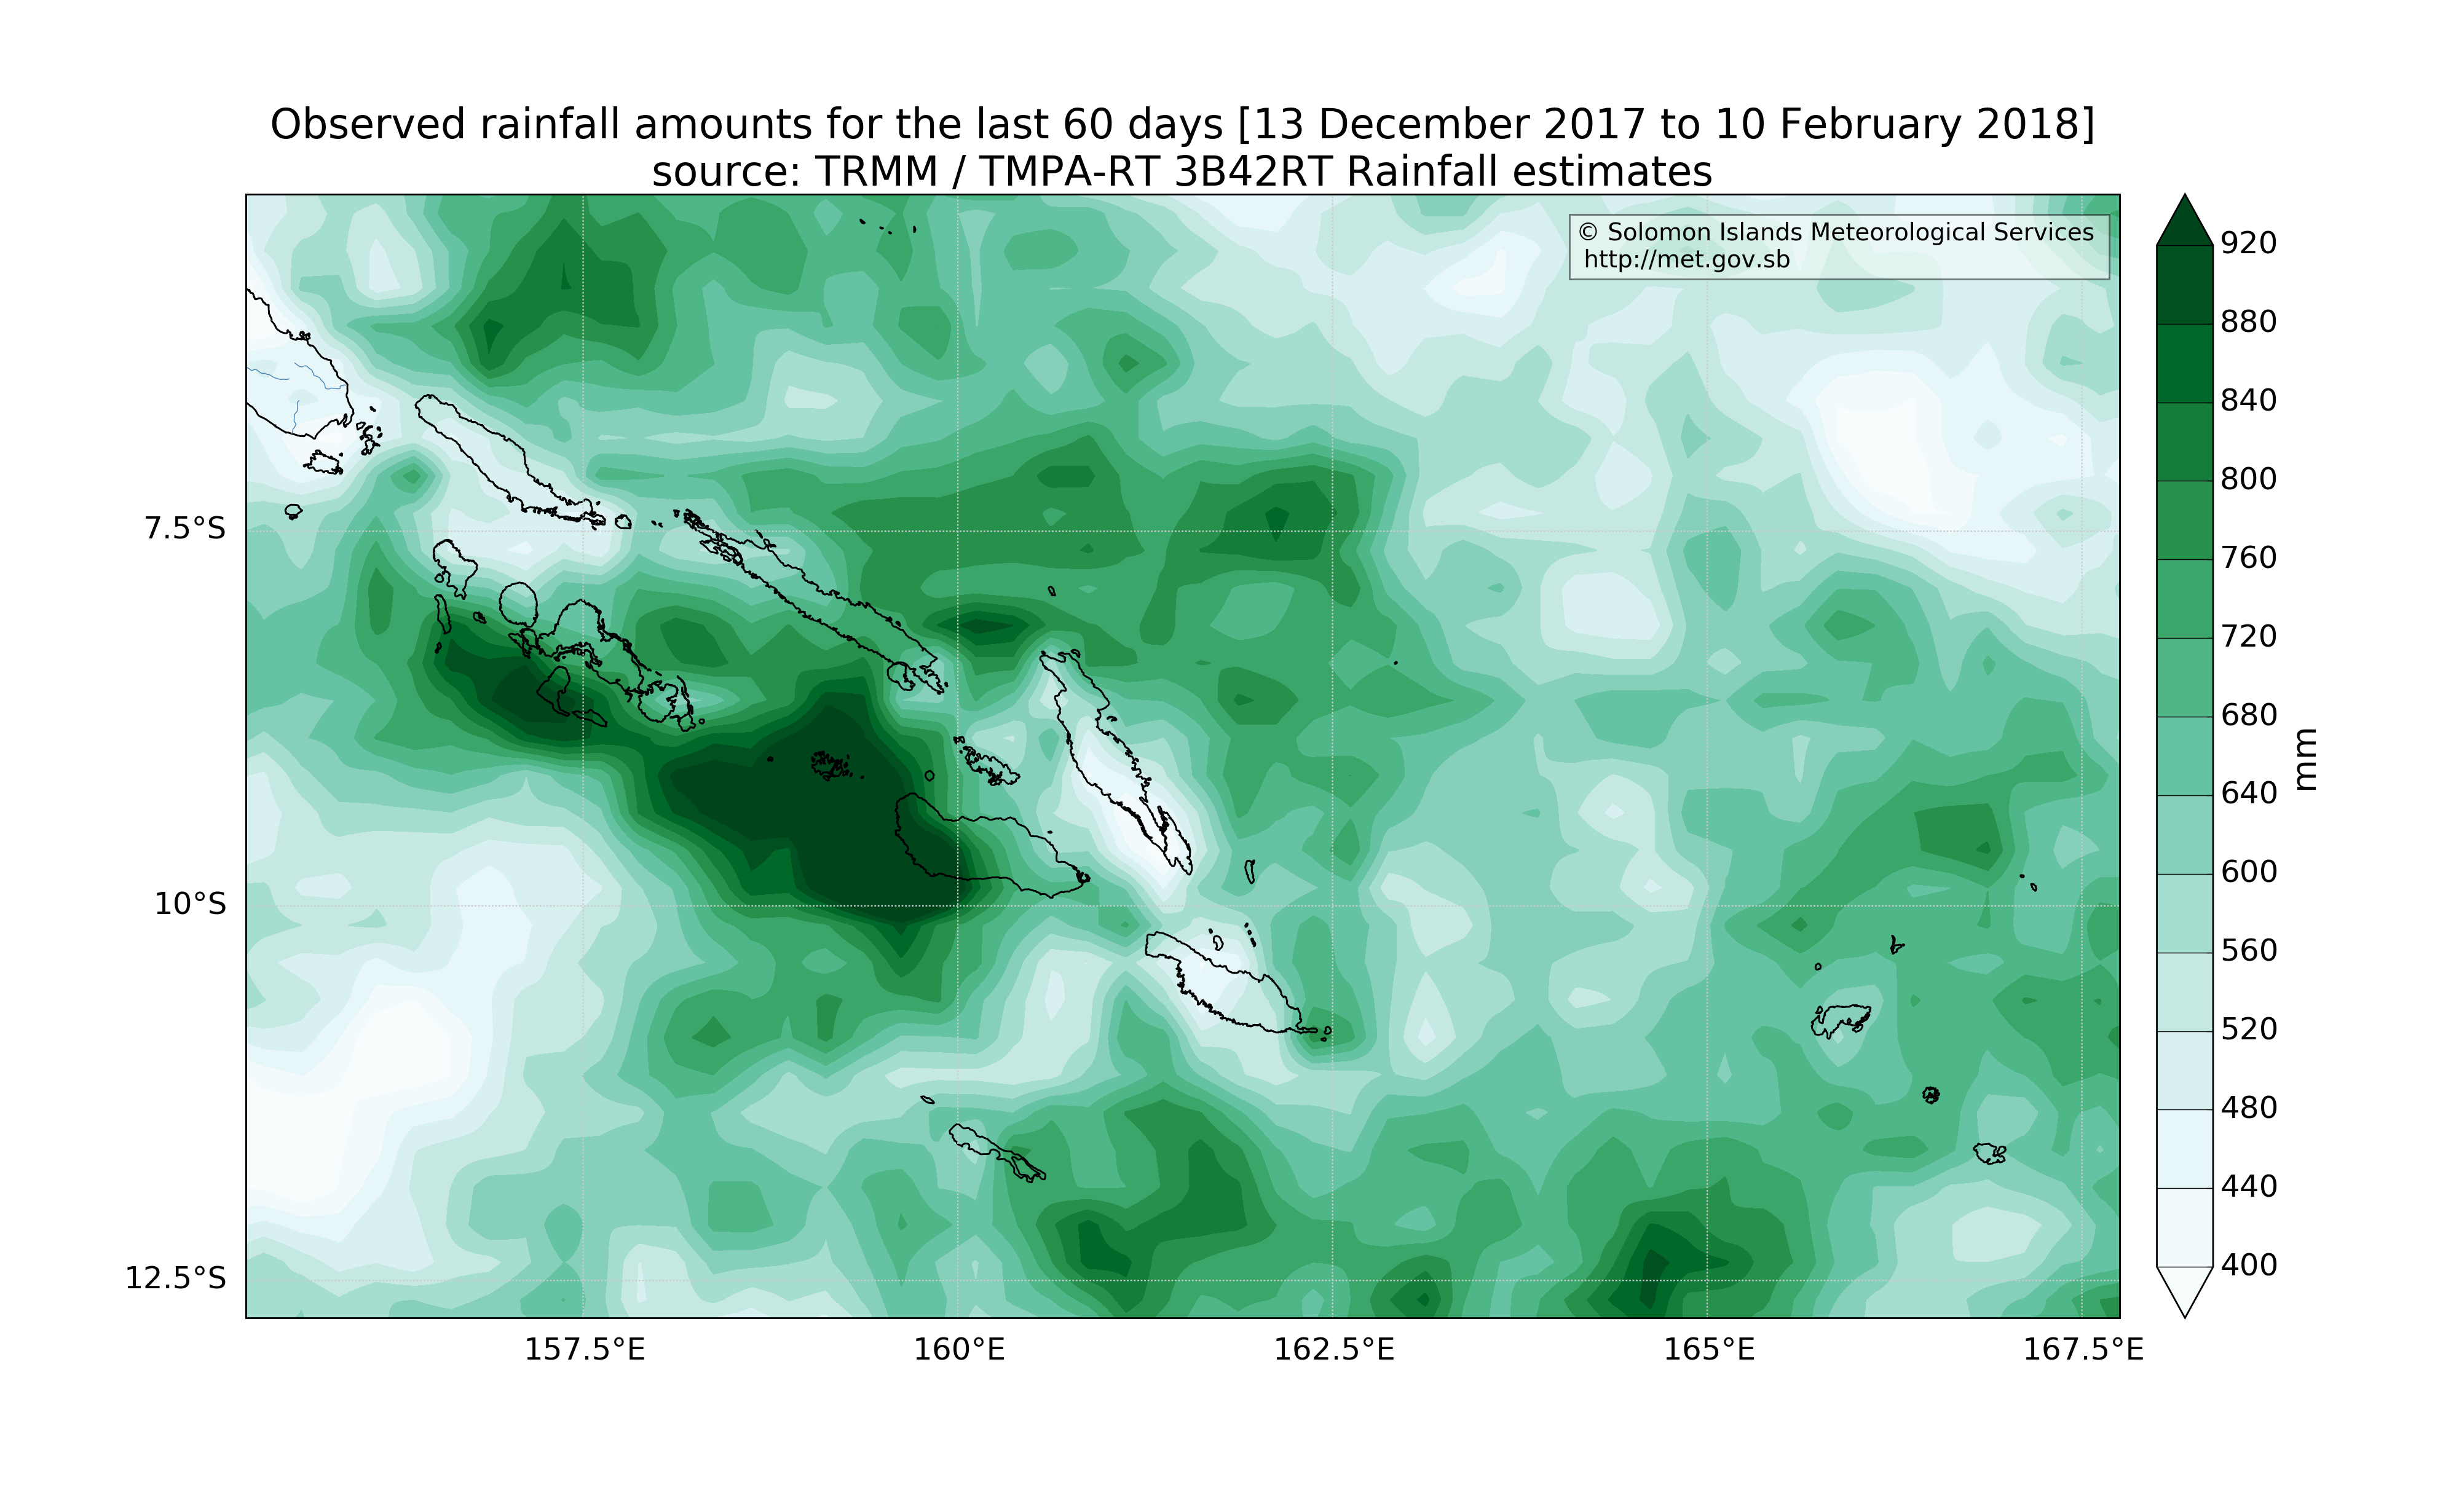 Observed rainfall amounts for the last 60 days [13 December 2017 to 10 February 2018]
source: TRMM / TMPA-RT 3B42RT Rainfall estimates
© Solomon Islands Meteorological Services
http://met.gov.sb
7.5°S
10°S
12.5°S
157.5°E
160°E
162.5°E
165°E
167.5°E
920
880
840
800
760
720
680
640
600
560
520
480
440
400
mm